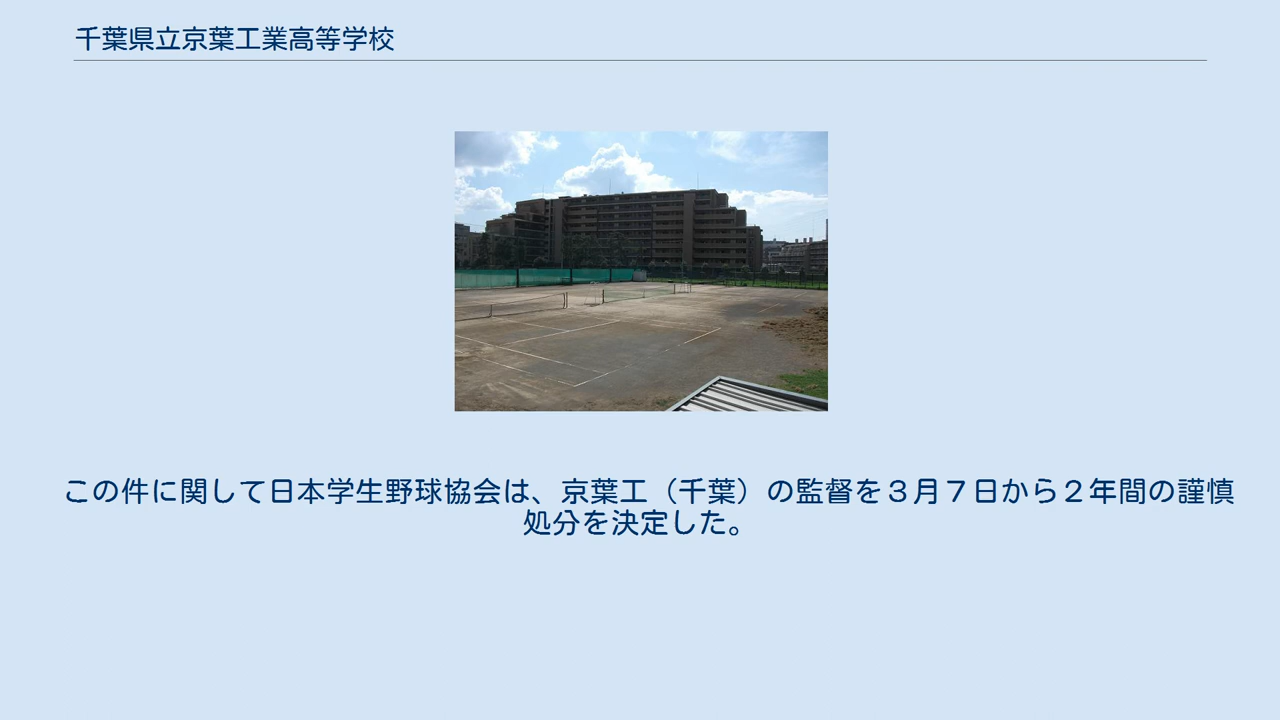 千葉県立京葉工業高等学校
この件に関して日本学生野球協会は、京葉工（千葉）の監督を３月７日から２年間の謹慎
処分を決定した。